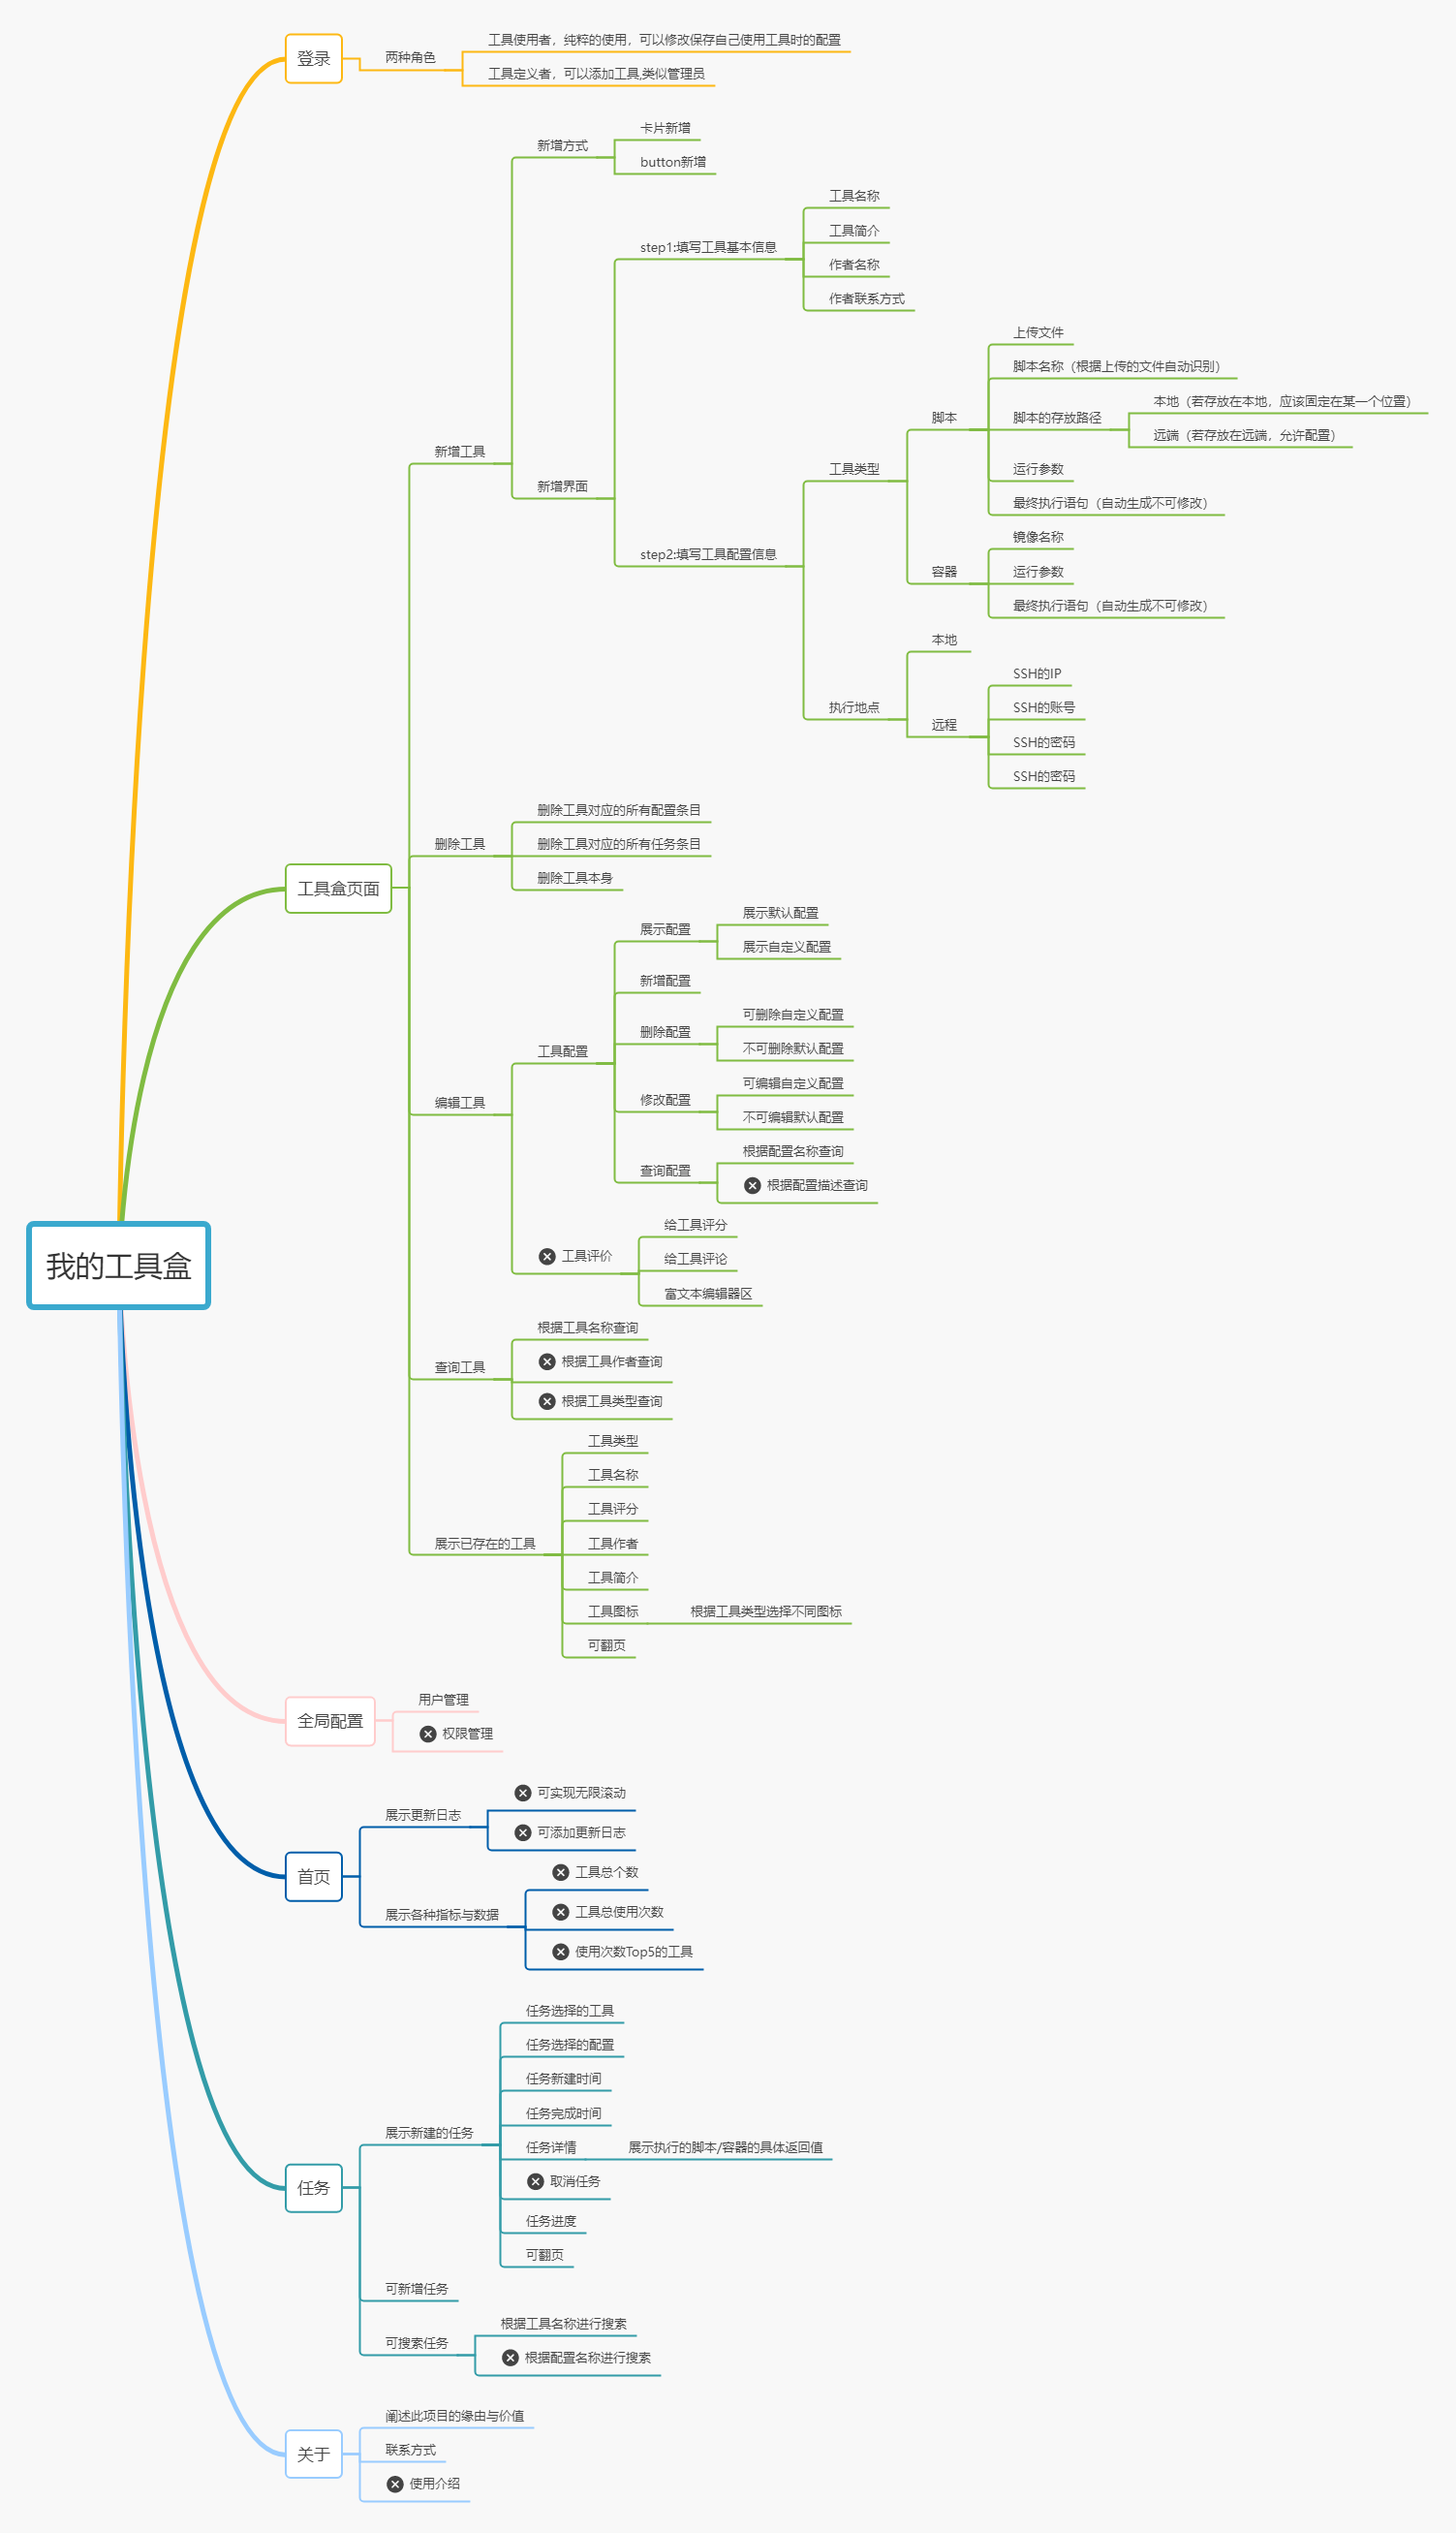 登录
两种角色
工具使用者，纯粹的使用，可以修改保存自己使用工具时的配置
工具定义者，可以添加工具,类似管理员
工具盒页面
新增工具
新增方式
卡片新增
button新增
新增界面
step1:填写工具基本信息
工具名称
工具简介
作者名称
作者联系方式
step2:填写工具配置信息
工具类型
脚本
上传文件
脚本名称（根据上传的文件自动识别）
脚本的存放路径
本地（若存放在本地，应该固定在某一个位置）
远端（若存放在远端，允许配置）
运行参数
最终执行语句（自动生成不可修改）
容器
镜像名称
运行参数
最终执行语句（自动生成不可修改）
执行地点
本地
远程
SSH的IP
SSH的账号
SSH的密码
SSH的密码
删除工具
删除工具对应的所有配置条目
删除工具对应的所有任务条目
删除工具本身
编辑工具
工具配置
展示配置
展示默认配置
展示自定义配置
新增配置
删除配置
可删除自定义配置
不可删除默认配置
修改配置
可编辑自定义配置
不可编辑默认配置
查询配置
根据配置名称查询
根据配置描述查询
工具评价
给工具评分
给工具评论
富文本编辑器区
我的工具盒
查询工具
根据工具名称查询
根据工具作者查询
根据工具类型查询
展示已存在的工具
工具类型
工具名称
工具评分
工具作者
工具简介
工具图标
根据工具类型选择不同图标
可翻页
全局配置
用户管理
权限管理
首页
展示更新日志
可实现无限滚动
可添加更新日志
展示各种指标与数据
工具总个数
工具总使用次数
使用次数Top5的工具
任务
展示新建的任务
任务选择的工具
任务选择的配置
任务新建时间
任务完成时间
任务详情
展示执行的脚本/容器的具体返回值
取消任务
任务进度
可翻页
可新增任务
可搜索任务
根据工具名称进行搜索
根据配置名称进行搜索
关于
阐述此项目的缘由与价值
联系方式
使用介绍